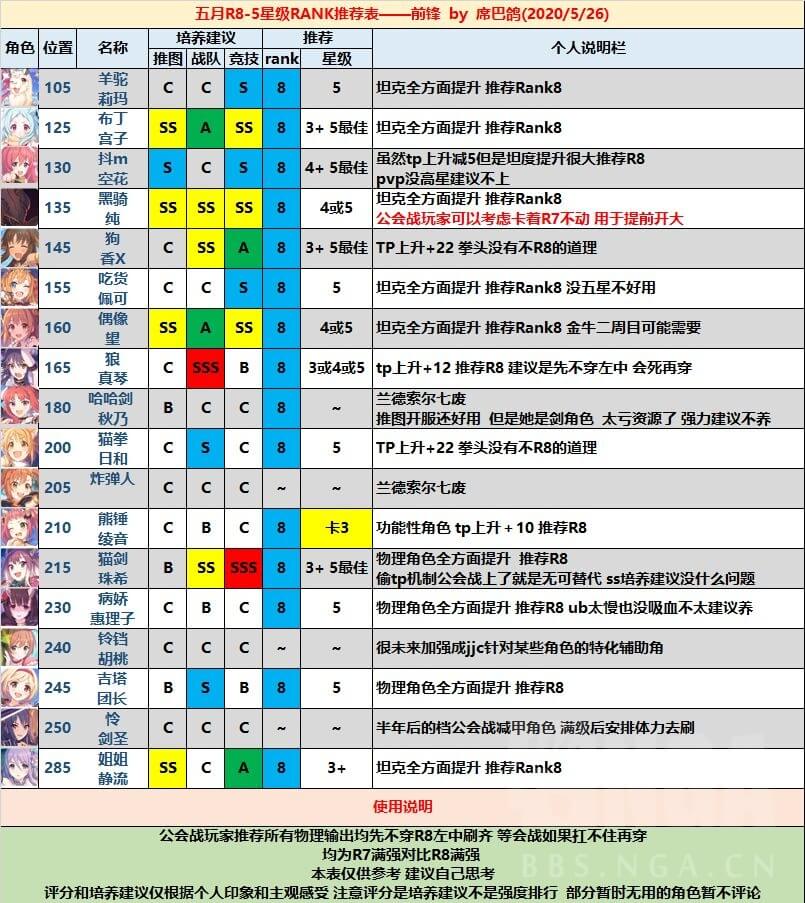 五月R8-5星级RANK推荐表——前锋 by 席巴鸽(2020/5/26)
角色 位置 名称 培养建议 推荐 个人说明栏
推图 战队 竞技 rank 星级
105 羊驼 莉玛 C C S 8 5 坦克全方面提升 推荐Rank8
125 布丁 宫子 SS A SS 8 3+ 5最佳 坦克全方面提升 推荐Rank8
130 抖m 空花 S C S 8 4+ 5最佳 虽然tp上升减5但是坦度提升很大推荐R8
pvp没高星建议不上
135 黑骑 纯 SS SS SS 8 4或5 坦克全方面提升 推荐Rank8
公会战玩家可以考虑卡着R7不动 用于提前开大
145 狗 香X C SS A 8 3+ 5最佳 TP上升+22 拳头没有不R8的道理
155 吃货 佩可 C C S 8 5 坦克全方面提升 推荐Rank8 没五星不好用
160 偶像 望 SS A SS 8 4或5 坦克全方面提升 推荐Rank8 金牛二周目可能需要
165 狼 真琴 C SSS B 8 3或4或5 tp上升+12 推荐R8 建议是先不穿左中 会死再穿
180 哈哈剑 秋乃 B C C 8 ~ 兰德索尔七废
推图开服还好用 但是她是剑角色 太亏资源了 强力建议不养
200 猫拳 日和 C S C 8 5 TP上升+22 拳头没有不R8的道理
205 炸弹人 C C C ~ ~ 兰德索尔七废
210 熊锤 绫音 C B C 8 卡3 功能性角色 tp上升＋10 推荐R8
215 猫剑 珠希 B SS SSS 8 3+ 5最佳 物理角色全方面提升 推荐R8
偷tp机制公会战上了就是无可替代 ss培养建议没什么问题
230 病娇 惠理子 C B C 8 5 物理角色全方面提升 推荐R8 ub太慢也没吸血不太建议养
240 铃铛 胡桃 C C C ~ ~ 很未来加强成jjc针对某些角色的特化辅助角
245 吉塔 团长 B S B 8 5 物理角色全方面提升 推荐R8
250 怜 剑圣 C C C ~ ~ 半年后的档公会战减甲角色 满级后安排体力去刷
285 姐姐 静流 SS C A 8 3+ 坦克全方面提升 推荐Rank8
使用说明
公会战玩家推荐所有物理输出均先不穿R8左中刷齐 等会战如果扛不住再穿
均为R7满强对比R8满强
本表仅供参考 建议自己思考
评分和培养建议仅根据个人印象和主观感受 注意评分是培养建议不是强度排行 部分暂时无用的角色暂不评论
BBS.NGA.CN